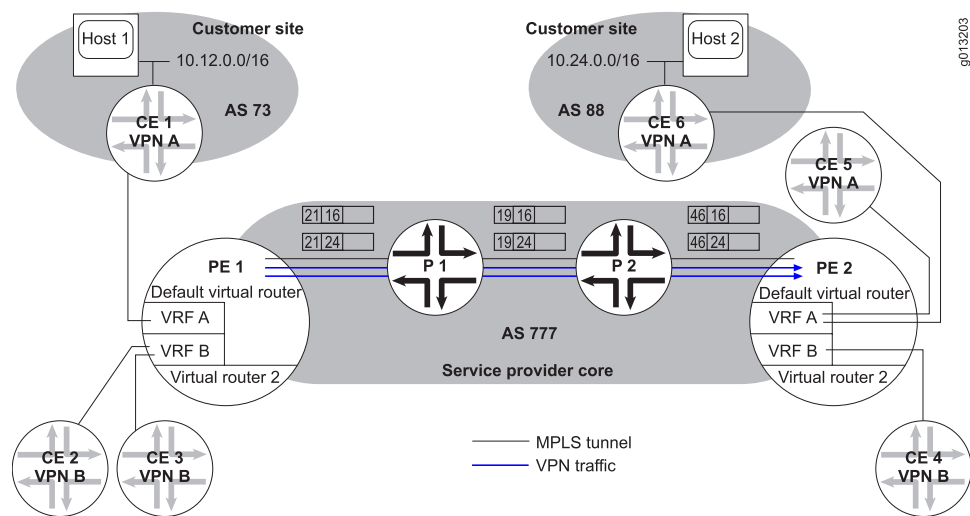 g013203
Customer site
Host 1
10.12.0.0/16
AS 73
CE 1
VPN A
Customer site
Host 2
10.24.0.0/16
AS 88
CE 6
VPN A
CE 5
VPN A
21 16
19 16
46 16
21 24
19 24
46 24
PE 1
P 1
P 2
PE 2
Default virtual router
Default virtual router
VRF A
VRF A
VRF B
VRF B
Virtual router 2
Virtual router 2
AS 777
Service provider core
CE 2
VPN B
CE 3
VPN B
MPLS tunnel
VPN traffic
CE 4
VPN B